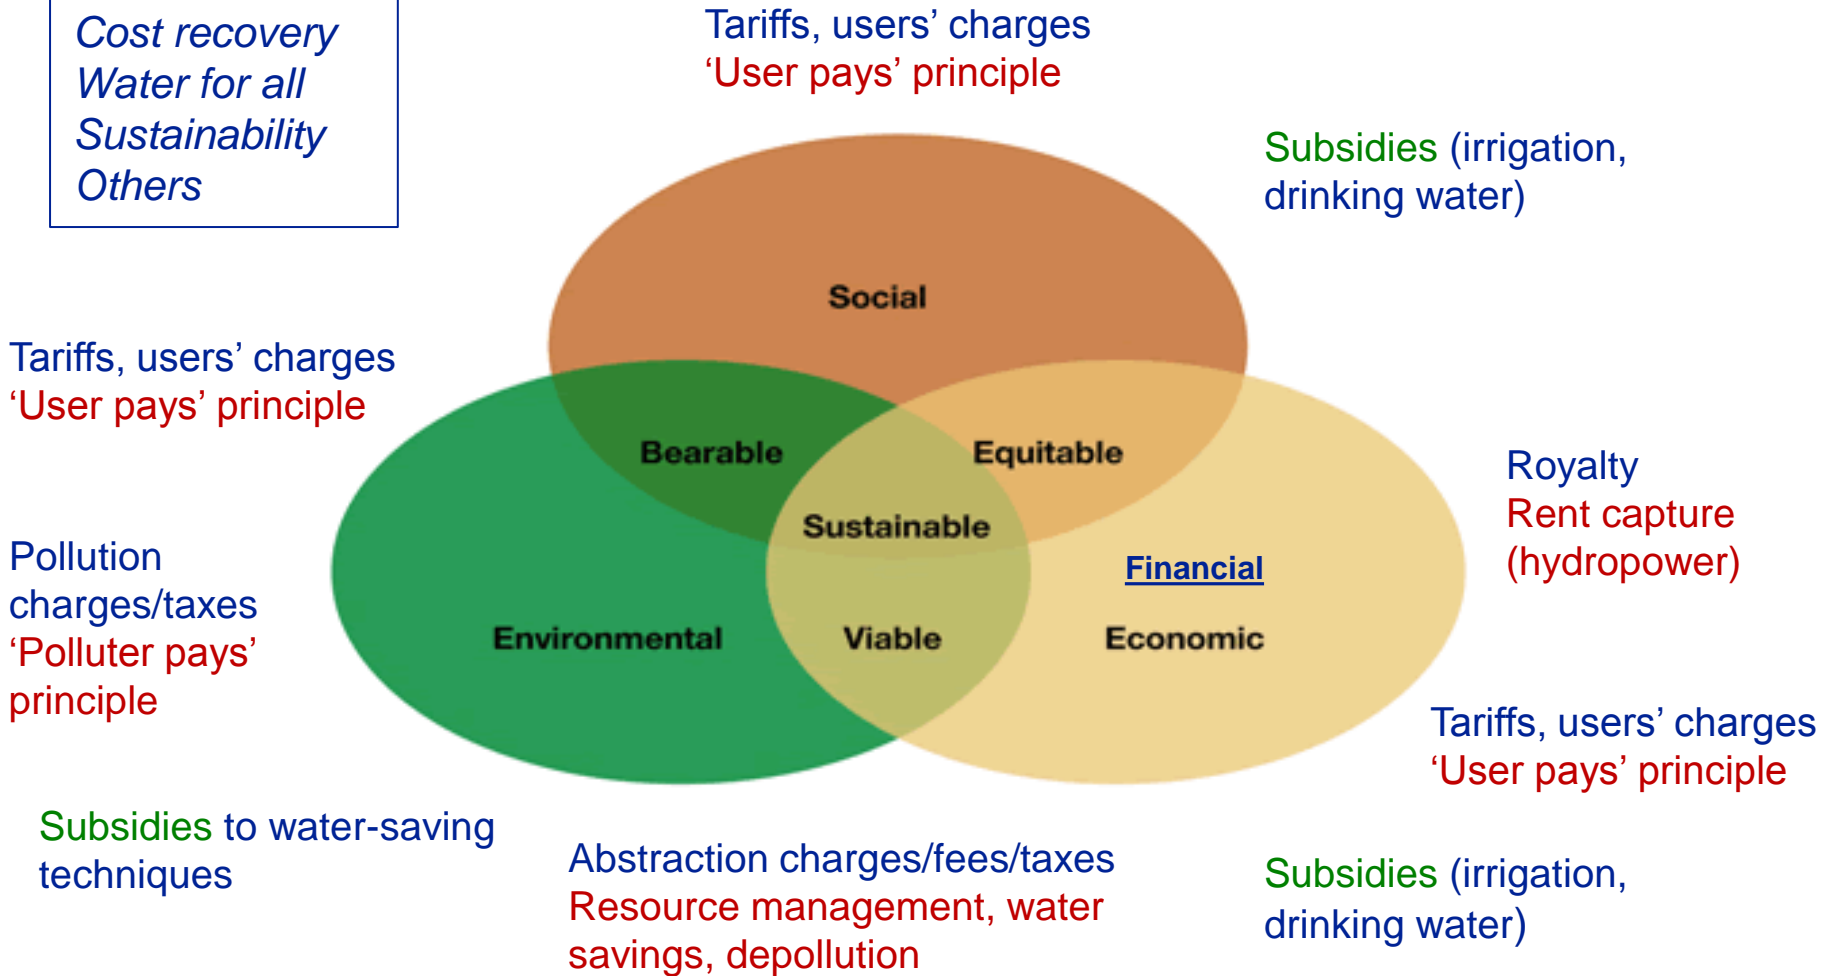 Cost recovery
Water for all
Sustainability
Others
Tariffs, users’ charges
‘User pays’ principle
Subsidies (irrigation,
drinking water)
Social
Tariffs, users’ charges
‘User pays’ principle
Bearable
Equitable
Royalty
Rent capture
(hydropower)
Sustainable
Financial
Pollution
charges/taxes
‘Polluter pays’
principle
Environmental
Viable
Economic
Tariffs, users’ charges
‘User pays’ principle
Subsidies to water-saving
techniques
Abstraction charges/fees/taxes
Resource management, water
savings, depollution
Subsidies (irrigation,
drinking water)